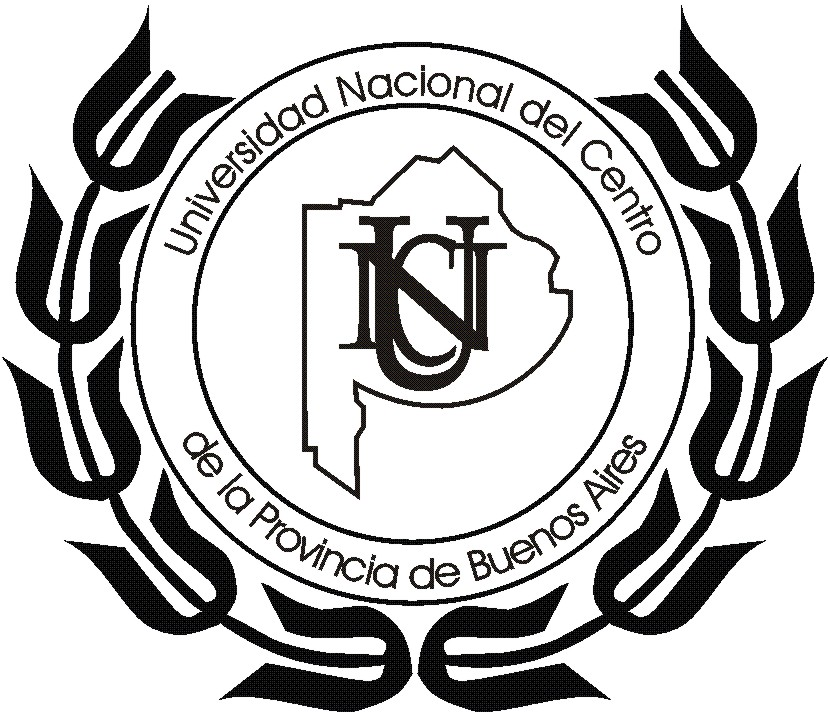 Universidad Nacional del Centro
UNC
de la Provincia de Buenos Aires